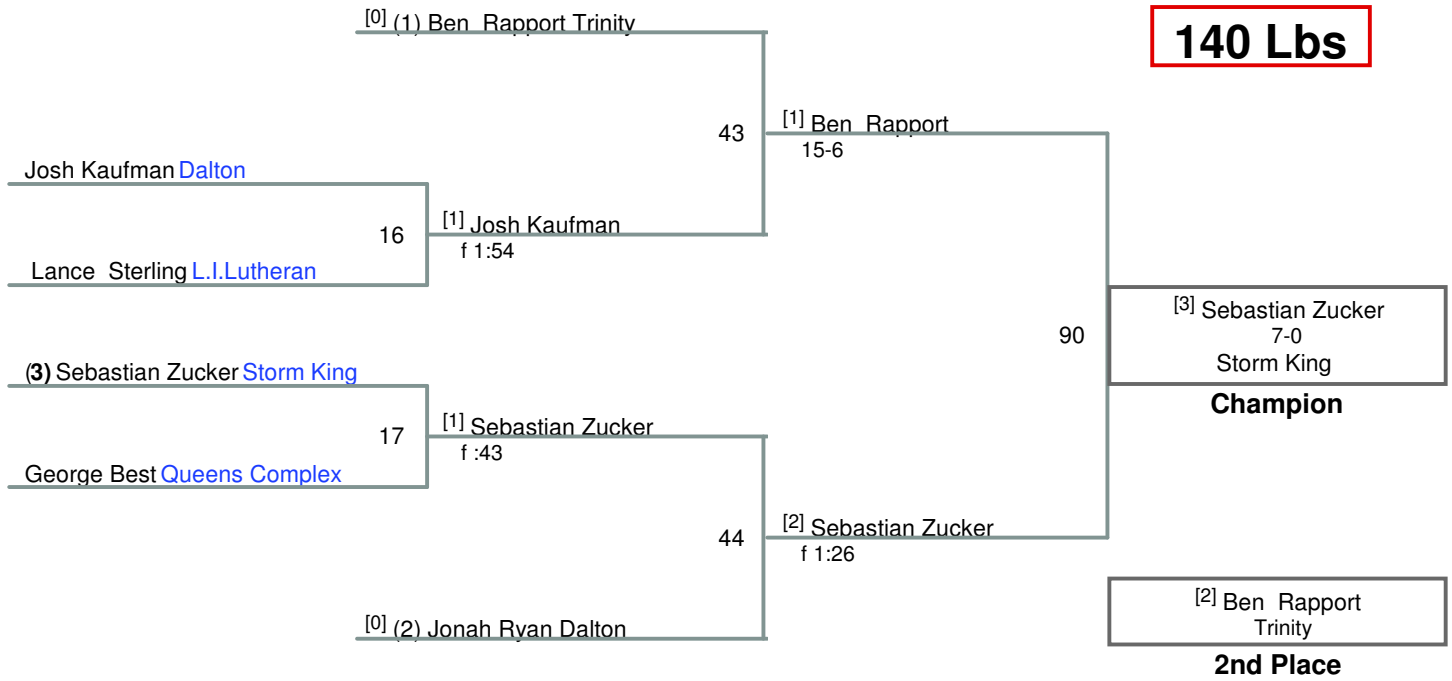 [0] (1) Ben Rapport Trinity
140 Lbs
43
[1] Ben Rapport
15-6
Josh Kaufman Dalton
16
[1] Josh Kaufman
f 1:54
Lance Sterling L.I.Lutheran
90
[3] Sebastian Zucker
7-0
Storm King
Champion
(3) Sebastian Zucker Storm King
17
[1] Sebastian Zucker
f :43
George Best Queens Complex
44
[2] Sebastian Zucker
f 1:26
[0] (2) Jonah Ryan Dalton
[2] Ben Rapport
Trinity
2nd Place